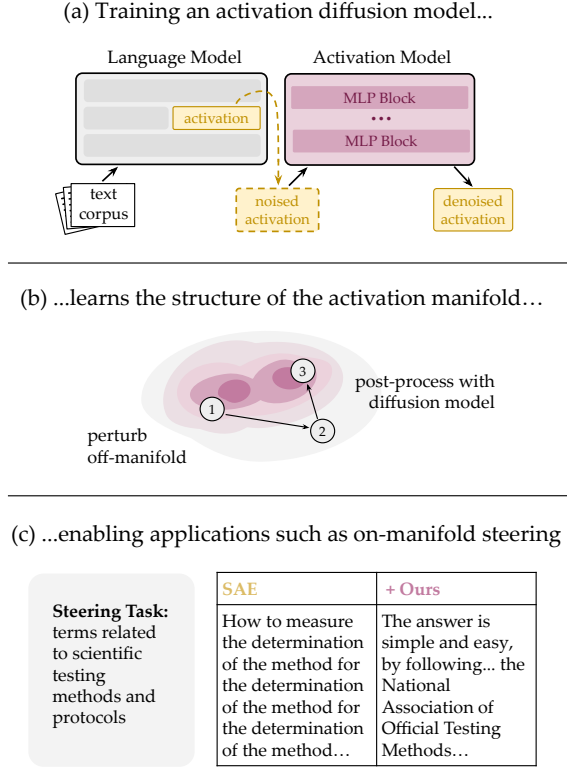 (a) Training an activation diffusion model...
Language Model
Activation Model
activation
MLP Block
•••
MLP Block
text
corpus
noised
activation
denoised
activation
(b) ...learns the structure of the activation manifold...
1
2
3
perturb
off-manifold
post-process with
diffusion model
(c) ...enabling applications such as on-manifold steering
Steering Task:
terms related
to scientific
testing
methods and
protocols
SAE
How to measure
the determination
of the method for
the determination
of the method for
the determination
of the method...
+ Ours
The answer is
simple and easy,
by following... the
National
Association of
Official Testing
Methods...